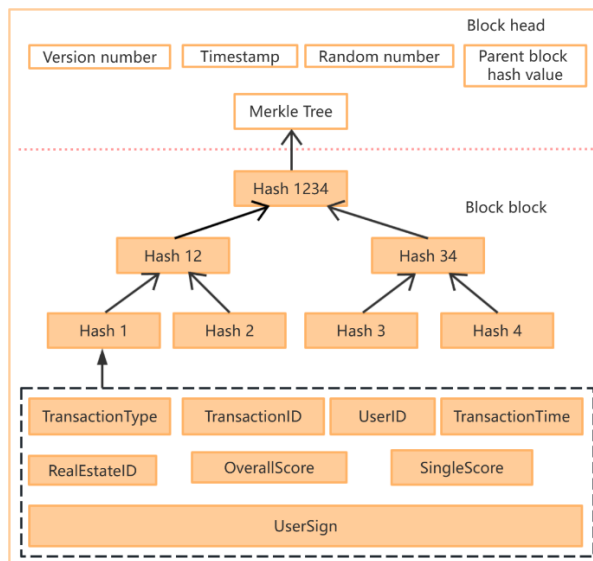 Block head
Version number
Timestamp
Random number
Parent block
hash value
Merkle Tree
Hash 1234
Block block
Hash 12
Hash 34
Hash 1
Hash 2
Hash 3
Hash 4
TransactionType
TransactionID
UserID
TransactionTime
RealEstateID
OverallScore
SingleScore
UserSign